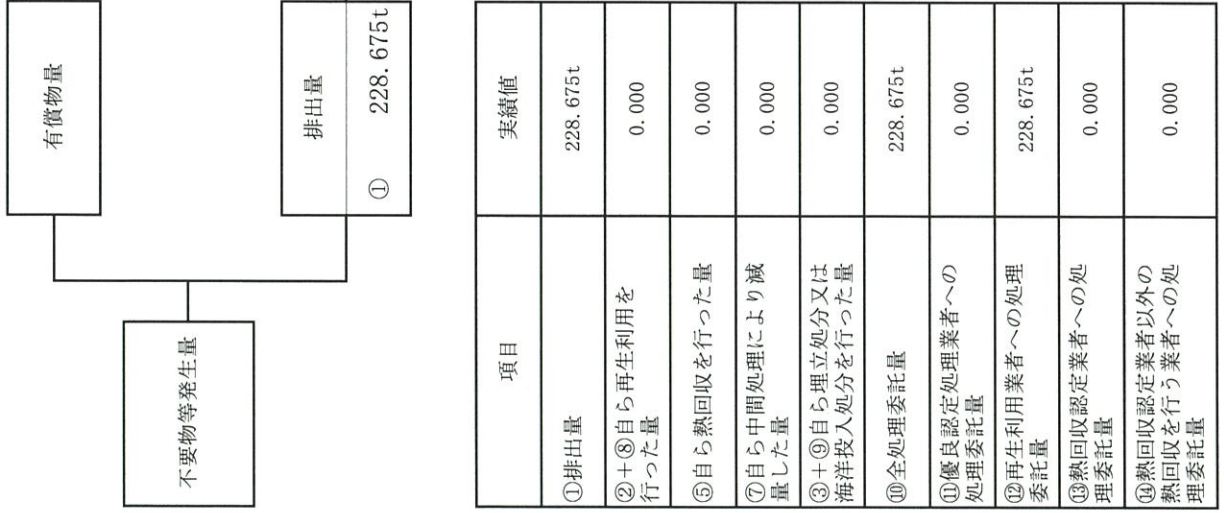 不要物等発生量
有償物量
排出量
① 228.675t
項目 実績値
①排出量 228.675t
②+⑧自ら再生利用を
行った量 0.000
⑤自ら熱回収を行った量 0.000
⑦自ら中間処理により減
量した量 0.000
③+⑨自ら埋立処分又は
海洋投入処分を行った量 0.000
⑩全処理委託量 228.675t
⑪優良認定処理業者への
処理委託量 0.000
⑫再生利用業者への処理
委託量 228.675t
⑬熱回収認定業者への処
理委託量 0.000
⑭熱回収認定業者以外の
熱回収を行う業者への処
理委託量 0.000